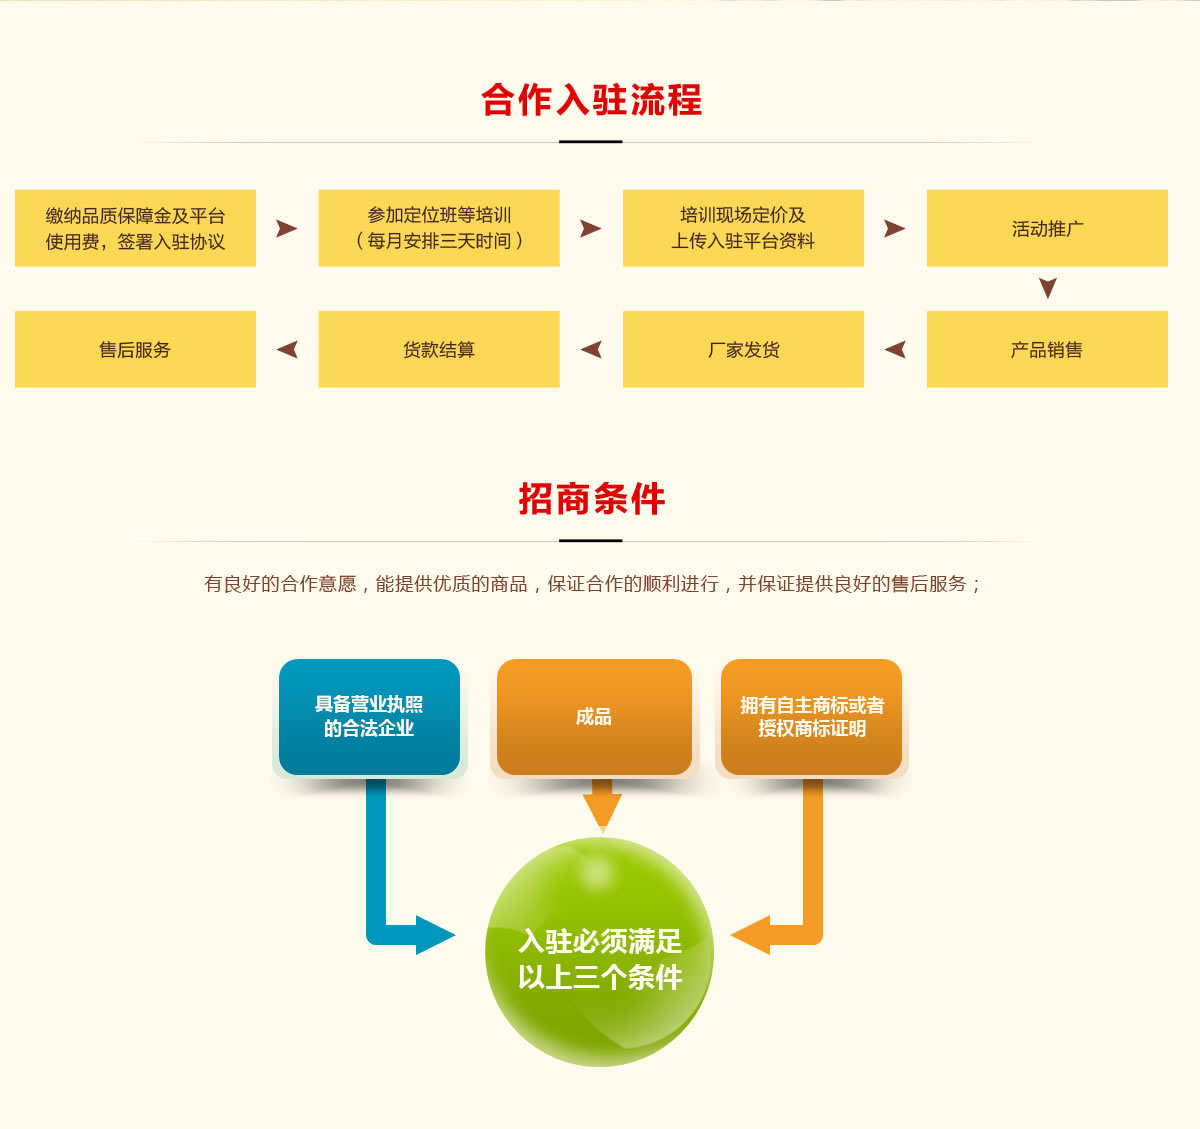 合作入驻流程
缴纳品质保障金及平台
使用费，签署入驻协议
参加定位班等培训
（每月安排三天时间）
培训现场定价及
上传入驻平台资料
活动推广
售后服务
货款结算
厂家发货
产品销售
招商条件
有良好的合作意愿，能提供优质的商品，保证合作的顺利进行，并保证提供良好的售后服务；
具备营业执照
的合法企业
成品
拥有自主商标或者
授权商标证明
入驻必须满足
以上三个条件